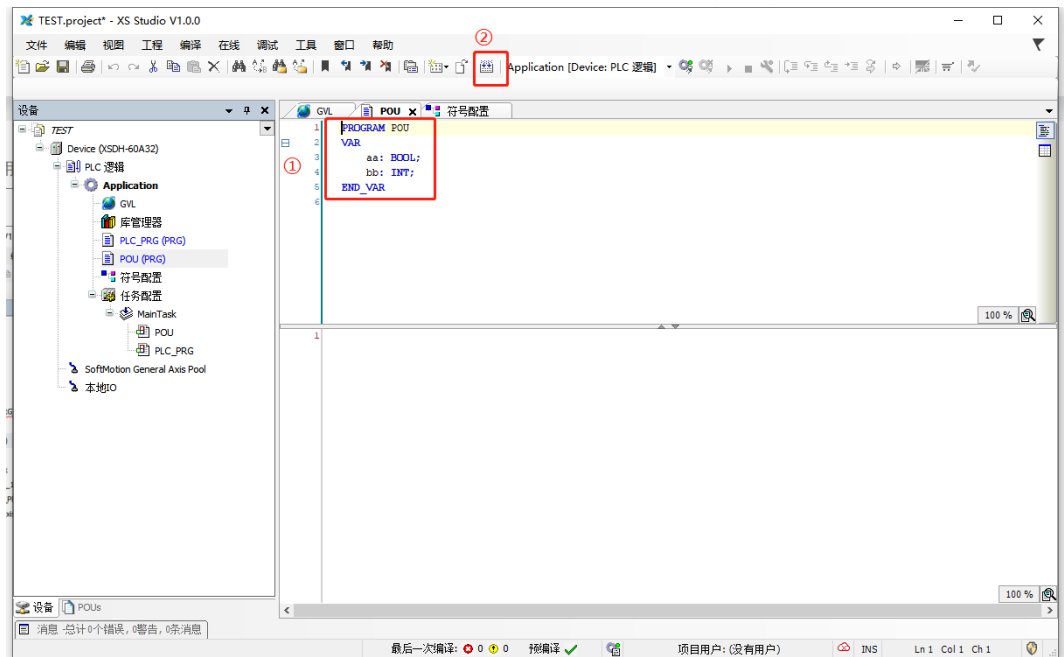 TEST.project* - XS Studio V1.0.0
文件 编辑 视图 工程 编译 在线 调试 工具 窗口 帮助
②
Application [Device: PLC 逻辑]
设备
GVL POU 符号配置
TEST
Device (XSDH-60A32)
PLC 逻辑
Application
GVL
库管理器
PLC_PRG (PRG)
POU (PRG)
符号配置
任务配置
MainTask
POU
PLC_PRG
SoftMotion General Axis Pool
本地IO
①
1 PROGRAM POU
2 VAR
3 aa: BOOL;
4 bb: INT;
5 END_VAR
6
100 %
1
100 %
设备 POUs
消息 -总计0个错误，0警告，0条消息
最后一次编译: 0 0 预编译 项目用户: (没有用户) INS Ln 1 Col 1 Ch 1